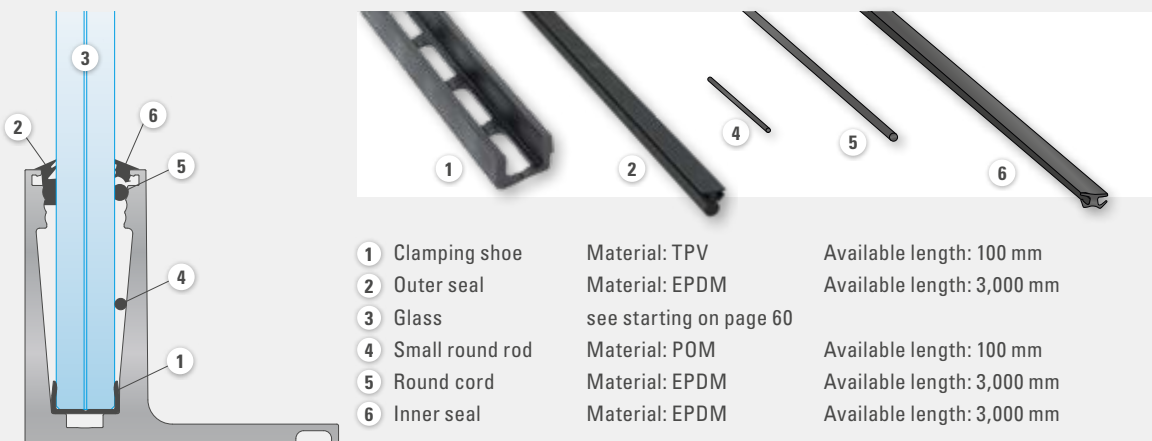 3
2
6
5
4
1
1
2
4
5
6
1 Clamping shoe Material: TPV Available length: 100 mm
2 Outer seal Material: EPDM Available length: 3,000 mm
3 Glass see starting on page 60
4 Small round rod Material: POM Available length: 100 mm
5 Round cord Material: EPDM Available length: 3,000 mm
6 Inner seal Material: EPDM Available length: 3,000 mm